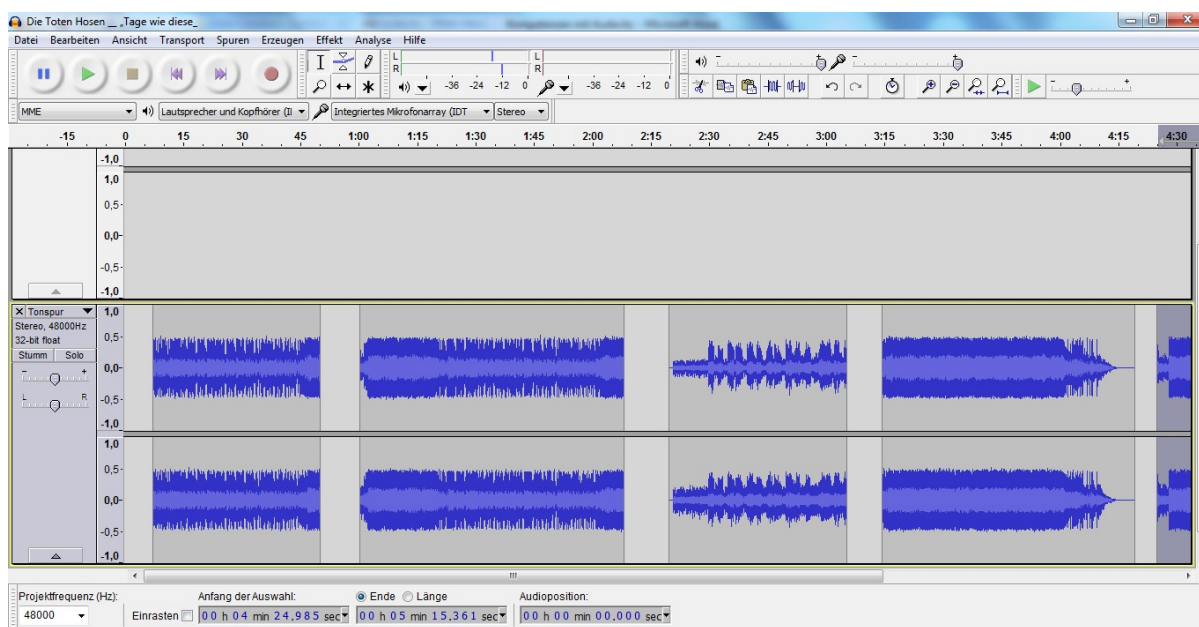 Die Toten Hosen __ „Tage wie diese_
Datei Bearbeiten Ansicht Transport Spuren Erzeugen Effekt Analyse Hilfe
L
R
L
R
-36 -24 -12 0
-36 -24 -12 0
MME
Lautsprecher und Kopfhörer (II
Integriertes Mikrofonarray (IDT
Stereo
-15 0 15 30 45 1:00 1:15 1:30 1:45 2:00 2:15 2:30 2:45 3:00 3:15 3:30 3:45 4:00 4:15 4:30
-1,0
1,0
0,5
0,0
-0,5
-1,0
X Tonspur
Stereo, 48000Hz
32-bit float
Stumm Solo
- +
L R
1,0
0,5
0,0
-0,5
-1,0
1,0
0,5
0,0
-0,5
-1,0
Projektfrequenz (Hz):
48000
Einrasten
Anfang der Auswahl:
00 h 04 min 24,985 sec
Ende Länge
00 h 05 min 15,361 sec
Audioposition:
00 h 00 min 00,000 sec